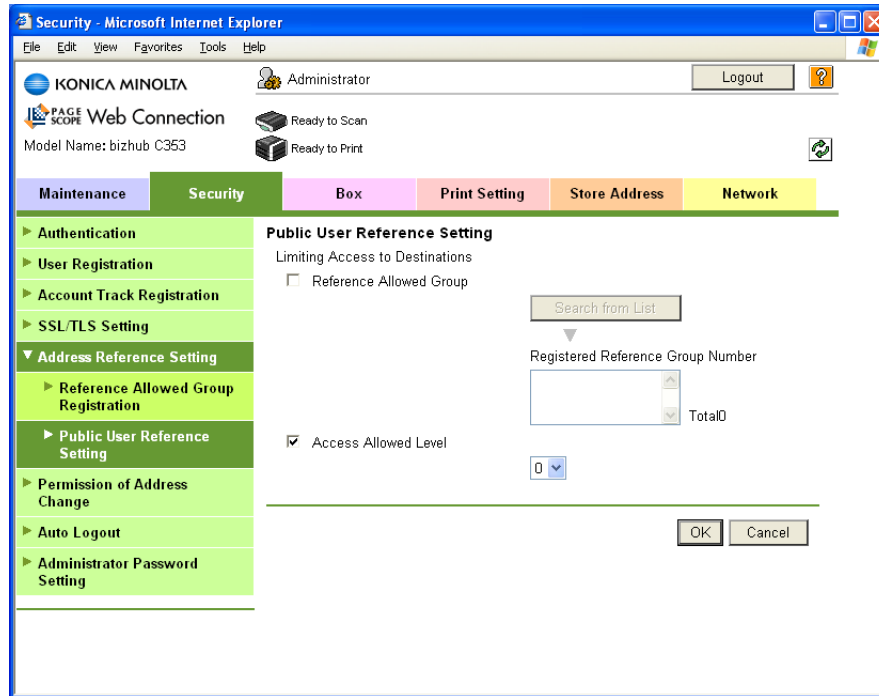 Security - Microsoft Internet Explorer
File Edit View Favorites Tools Help
KONICA MINOLTA
Administrator
Logout
?
PAGE SCOPE Web Connection
Ready to Scan
Model Name: bizhub C353
Ready to Print
Maintenance Security Box Print Setting Store Address Network
Authentication
User Registration
Account Track Registration
SSL/TLS Setting
Address Reference Setting
Reference Allowed Group
Registration
Public User Reference
Setting
Permission of Address
Change
Auto Logout
Administrator Password
Setting
Public User Reference Setting
Limiting Access to Destinations
Reference Allowed Group
Search from List
Registered Reference Group Number
Total0
Access Allowed Level
0
OK Cancel